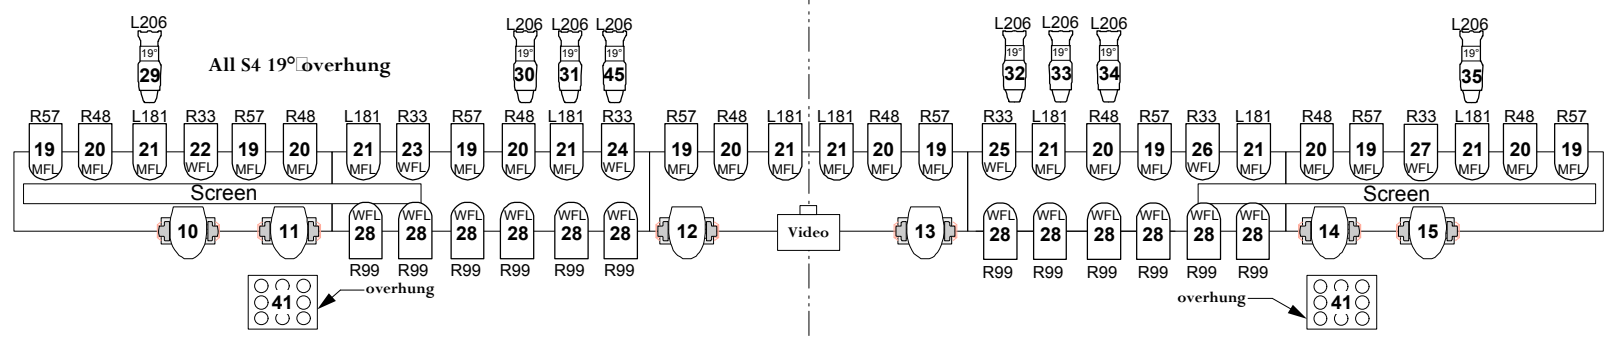 L206 L206 L206 L206 L206 L206 L206 L206
19° 19° 19° 19° 19° 19° 19° 19°
29 30 31 45 32 33 34 35
All S4 19° overhung
R57 R48 L181 R33 R57 R48 L181 R33 R57 R48 L181 R33 R57 R48 L181 L181 R48 R57 R33 L181 R48 R57 R33 L181 R48 R57 R33 L181 R48 R57
19 20 21 22 19 20 21 23 19 20 21 24 19 20 21 21 20 19 25 21 20 19 26 21 20 19 27 21 20 19
MFL MFL MFL WFL MFL MFL MFL WFL MFL MFL MFL WFL MFL MFL MFL MFL MFL MFL WFL MFL MFL MFL WFL MFL MFL MFL WFL MFL MFL MFL
Screen Screen
WFL WFL WFL WFL WFL WFL WFL WFL WFL WFL WFL WFL
10 11 28 28 28 28 28 28 12 Video 13 28 28 28 28 28 28 14 15
R99 R99 R99 R99 R99 R99 R99 R99 R99 R99 R99 R99
overhung overhung
41 41